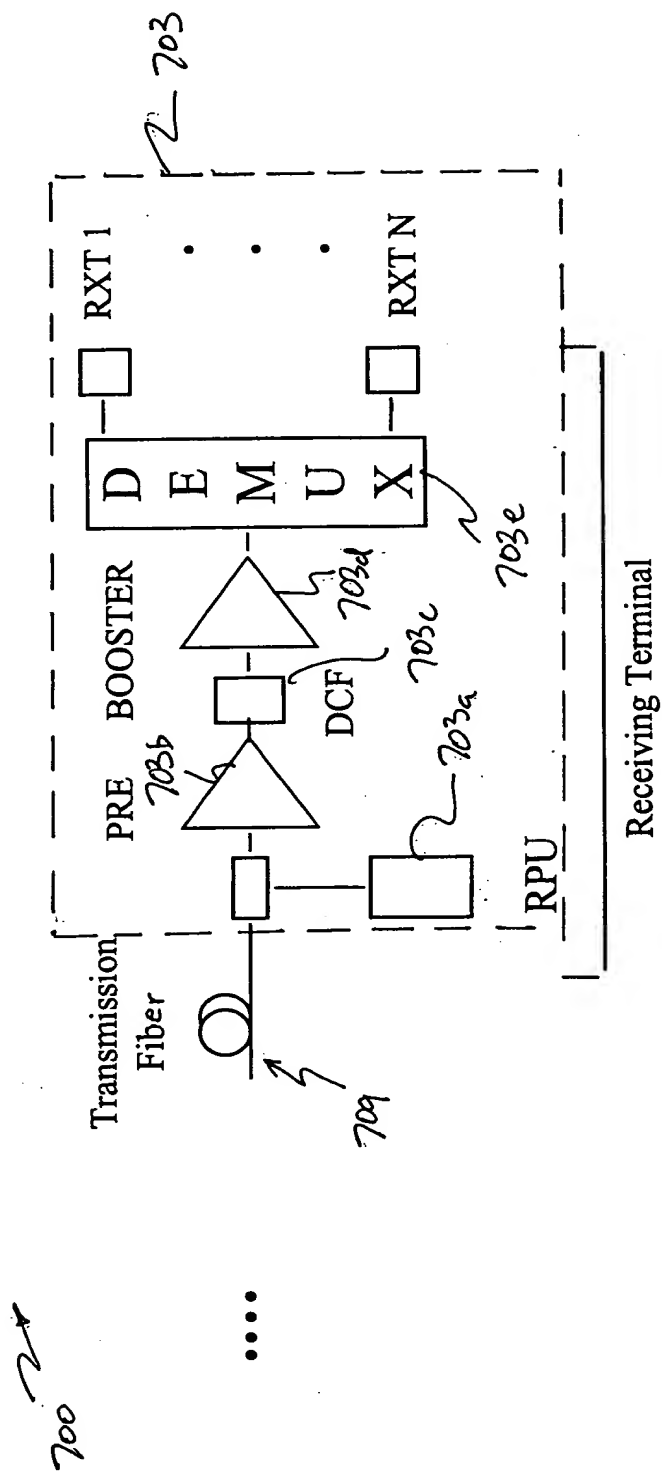 700
....
Transmission
Fiber
709
PRE
BOOSTER
703b
703d
DCF
703c
RPU
703a
D
E
M
U
X
703e
RXT 1
RXT N
703
Receiving Terminal